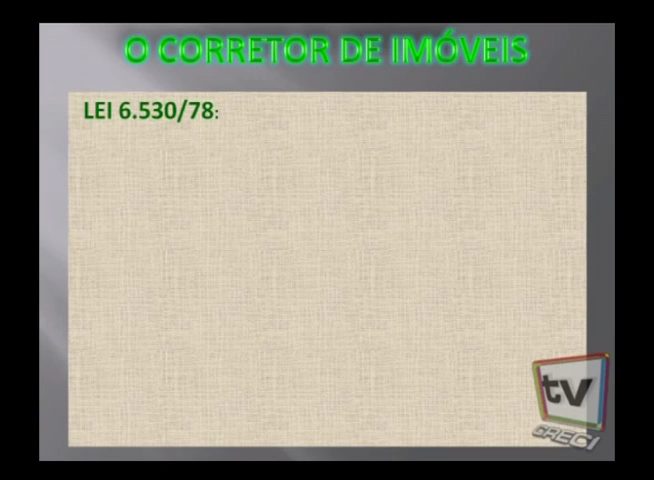 O CORRETOR DE IMÓVEIS
LEI 6.530/78:
tv
CRECI